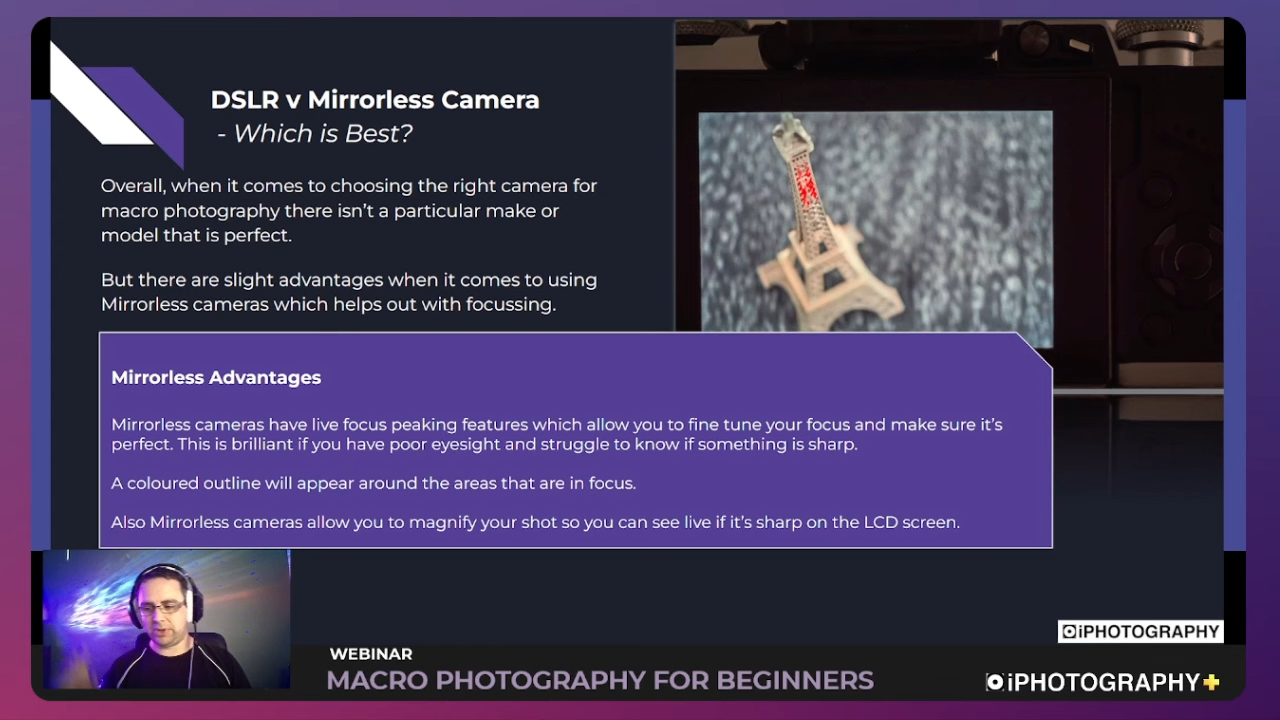 DSLR v Mirrorless Camera
- Which is Best?
Overall, when it comes to choosing the right camera for
macro photography there isn't a particular make or
model that is perfect.
But there are slight advantages when it comes to using
Mirrorless cameras which helps out with focussing.
Mirrorless Advantages
Mirrorless cameras have live focus peaking features which allow you to fine tune your focus and make sure it's
perfect. This is brilliant if you have poor eyesight and struggle to know if something is sharp.
A coloured outline will appear around the areas that are in focus.
Also Mirrorless cameras allow you to magnify your shot so you can see live if it's sharp on the LCD screen.
iPHOTOGRAPHY
WEBINAR
MACRO PHOTOGRAPHY FOR BEGINNERS
iPHOTOGRAPHY+